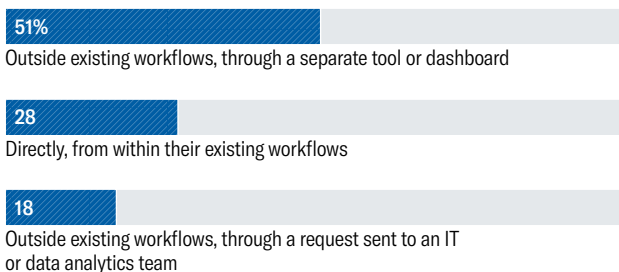 51%
Outside existing workflows, through a separate tool or dashboard
28
Directly, from within their existing workflows
18
Outside existing workflows, through a request sent to an IT
or data analytics team